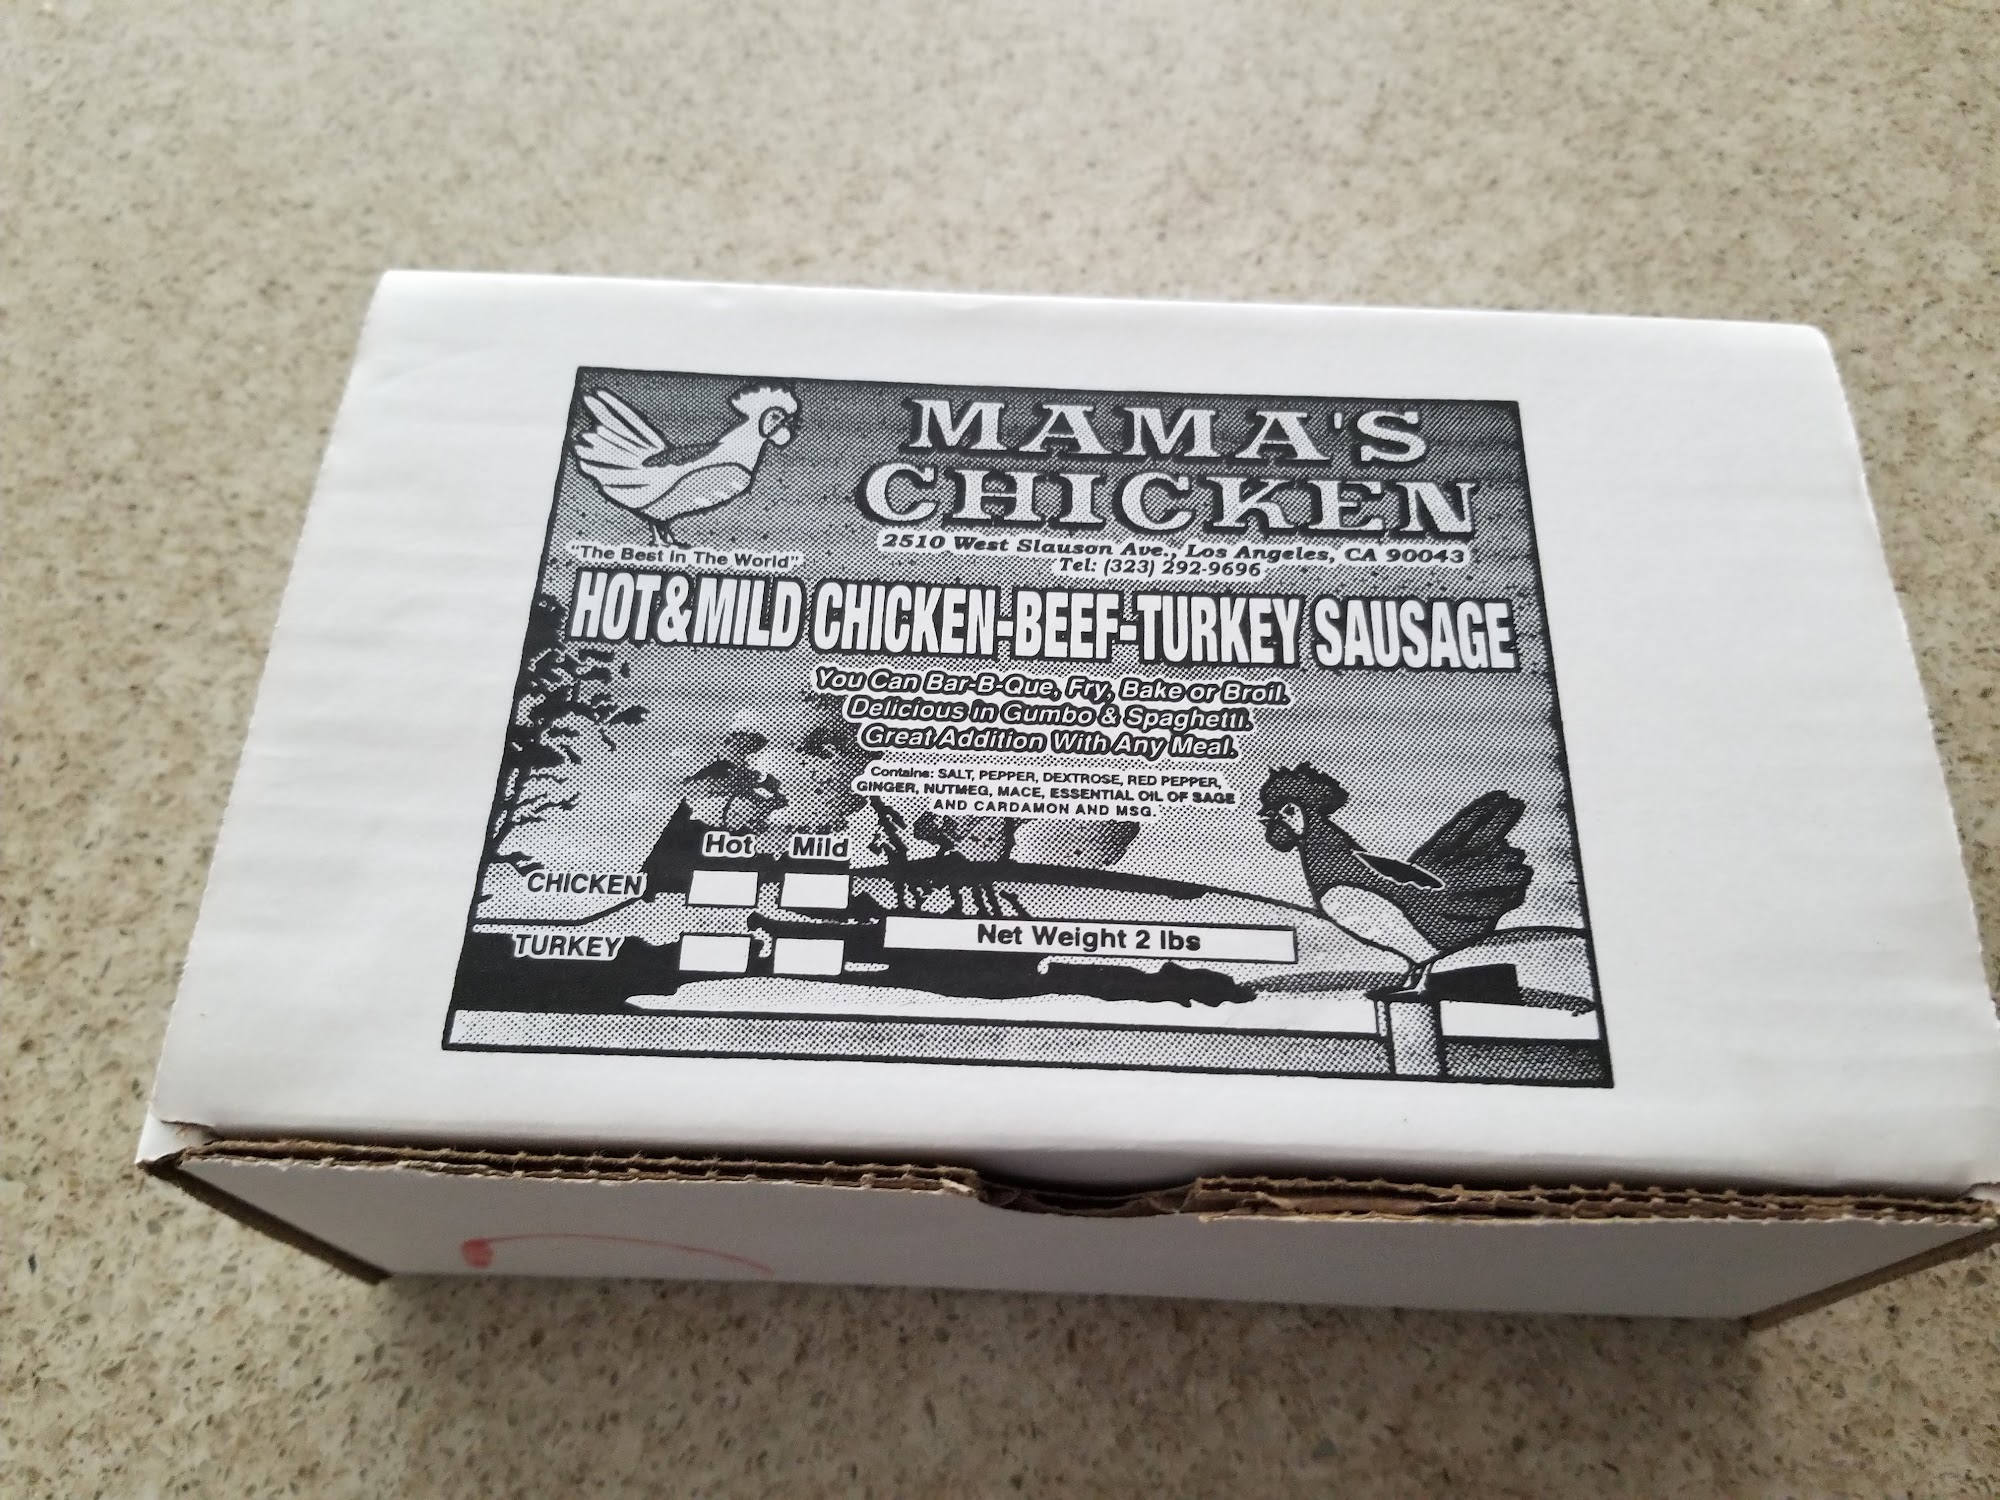 MAMA'S
CHICKEN
2510 West Slauson Ave., Los Angeles, CA 90043
Tel: (323) 292-9696
"The Best In The World"
HOT&MILD CHICKEN-BEEF-TURKEY SAUSAGE
You Can Bar-B-Que, Fry, Bake or Broil.
Delicious in Gumbo & Spaghetti.
Great Addition With Any Meal.
Contains: SALT, PEPPER, DEXTROSE, RED PEPPER,
GINGER, NUTMEG, MACE, ESSENTIAL OIL OF SAGE
AND CARDAMON AND MSG.
Hot Mild
CHICKEN
TURKEY
Net Weight 2 lbs